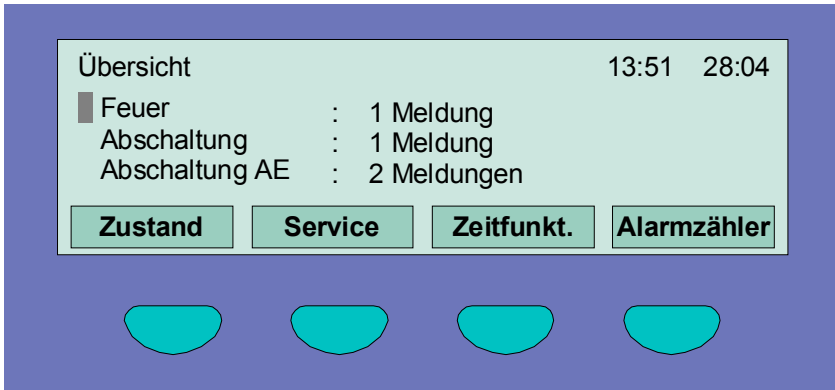 Übersicht 13:51 28:04
Feuer : 1 Meldung
Abschaltung : 1 Meldung
Abschaltung AE : 2 Meldungen
Zustand Service Zeitfunkt. Alarmzähler